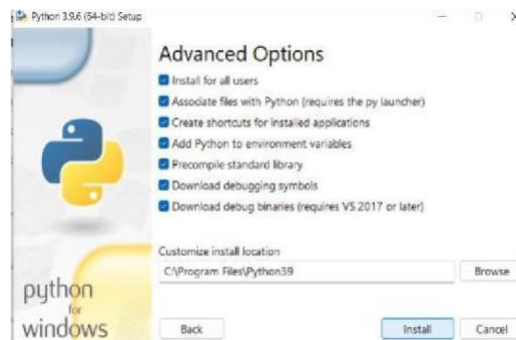 Python 3.9.6 (64-bit) Setup
Advanced Options
Install for all users
Associate files with Python (requires the py launcher)
Create shortcuts for installed applications
Add Python to environment variables
Precompile standard library
Download debugging symbols
Download debug binaries (requires VS 2017 or later)
Customize install location
C:\Program Files\Python39 Browse
python
for
windows
Back Install Cancel